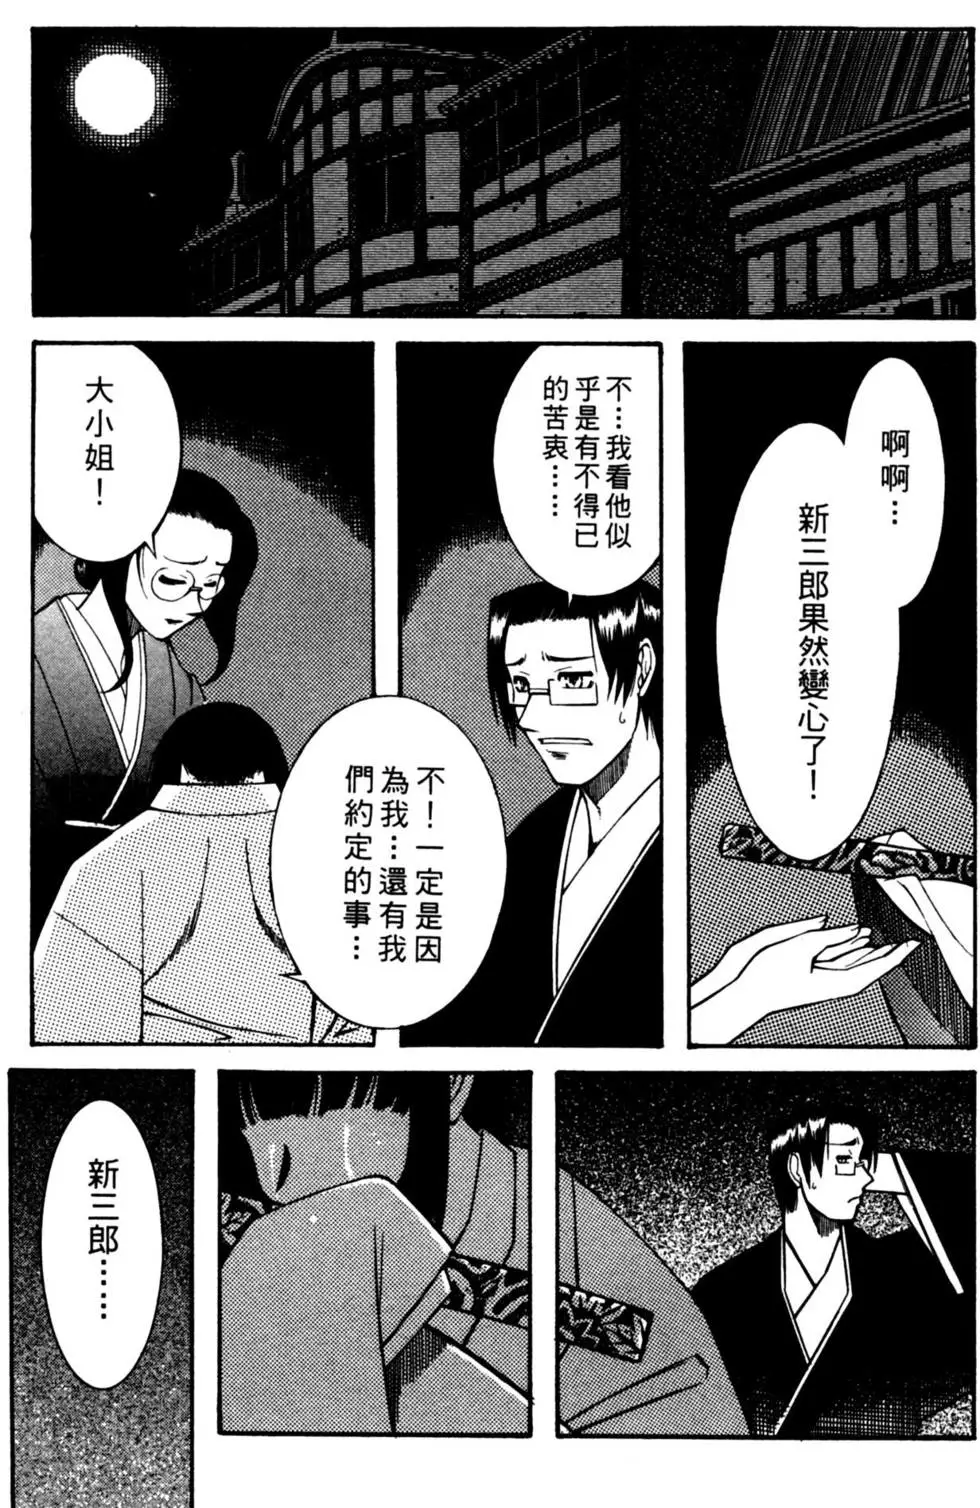 啊啊…
新三郎果然變心了！
不…我看他似
乎是有不得已
的苦衷……
不！一定是因
為我…還有我
們約定的事…
大小姐！
新三郎……